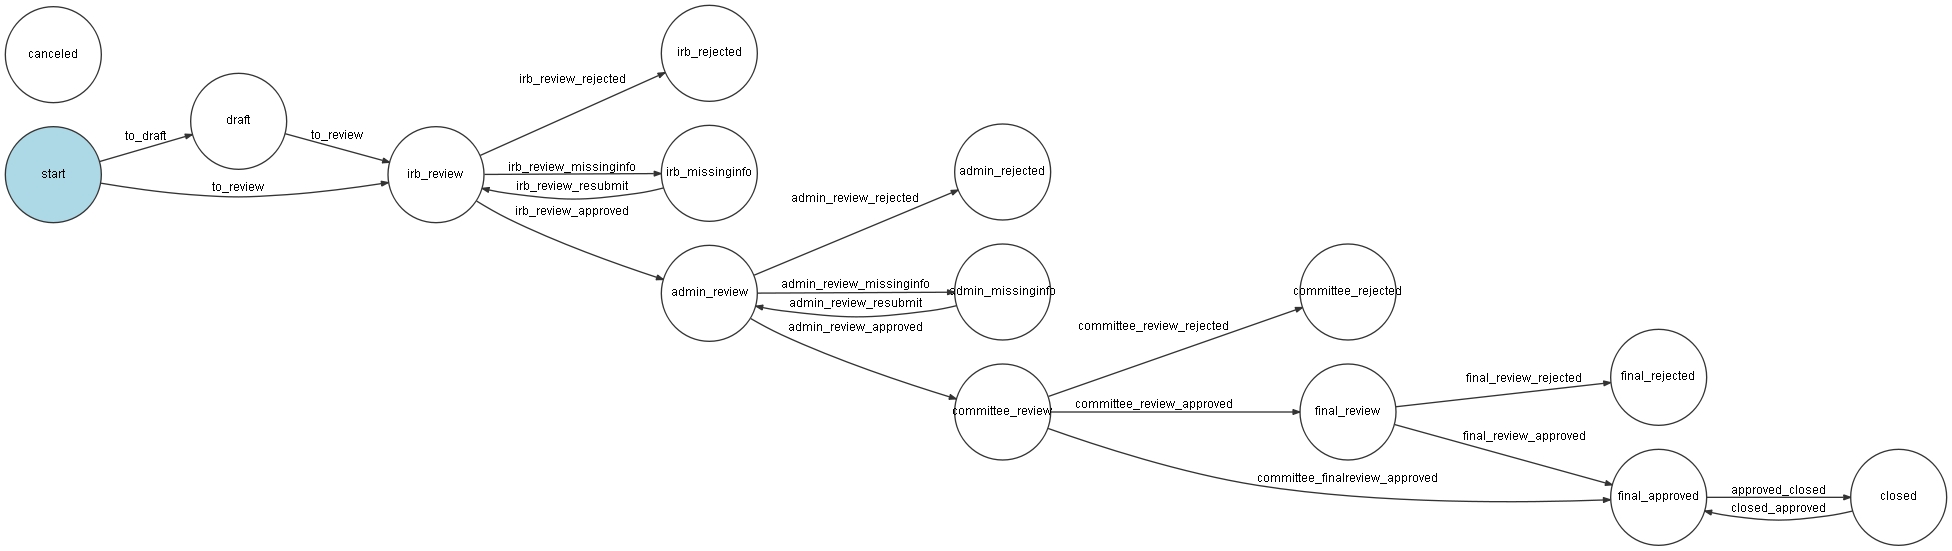 canceled
irb_rejected
irb_review_rejected
draft
to_draft
to_review
start
to_review
irb_review
irb_review_missinginfo
irb_review_resubmit
irb_missinginfo
irb_review_approved
admin_rejected
admin_review_rejected
admin_review
admin_review_missinginfo
admin_review_resubmit
admin_missinginfo
admin_review_approved
committee_rejected
committee_review_rejected
committee_review
committee_review_approved
final_review
final_review_rejected
final_rejected
final_review_approved
committee_finalreview_approved
final_approved
approved_closed
closed_approved
closed